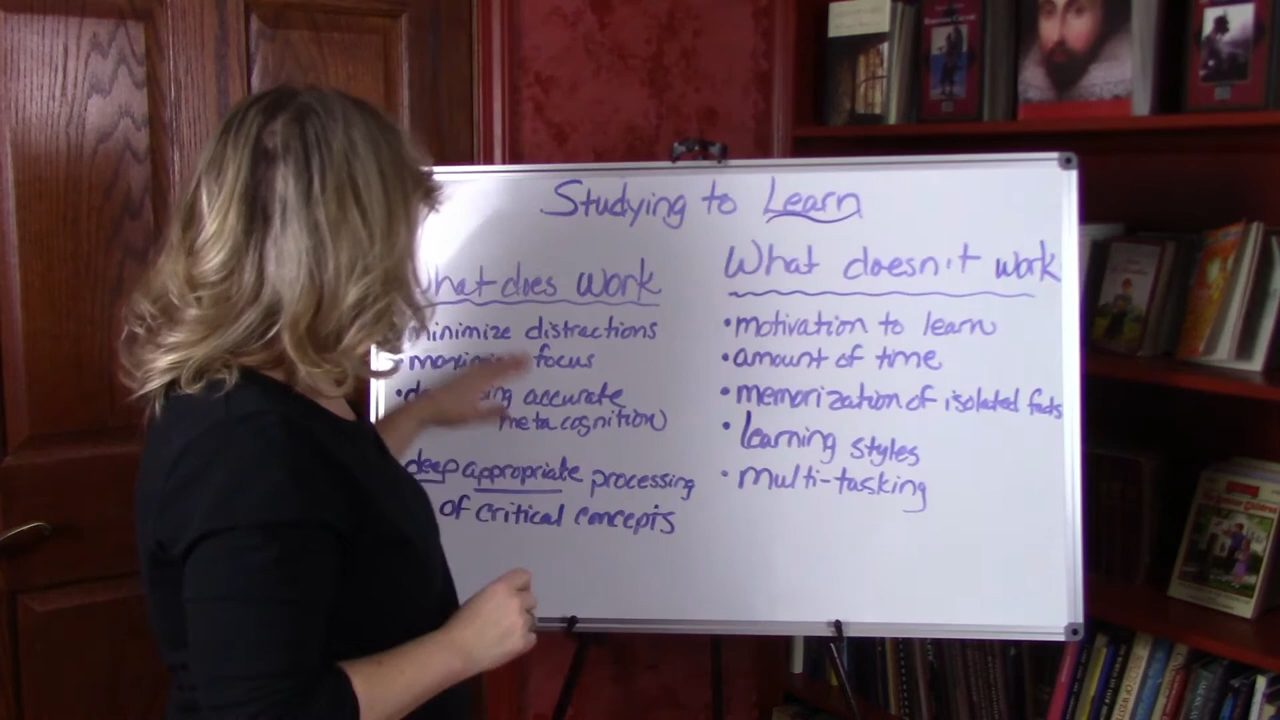 Studying to Learn
What does work
minimize distractions
focus
accurate
metacognition)
deep appropriate processing
of critical concepts
What doesn't work
• motivation to learn
• amount of time
• memorization of isolated facts
• learning styles
• multi-tasking